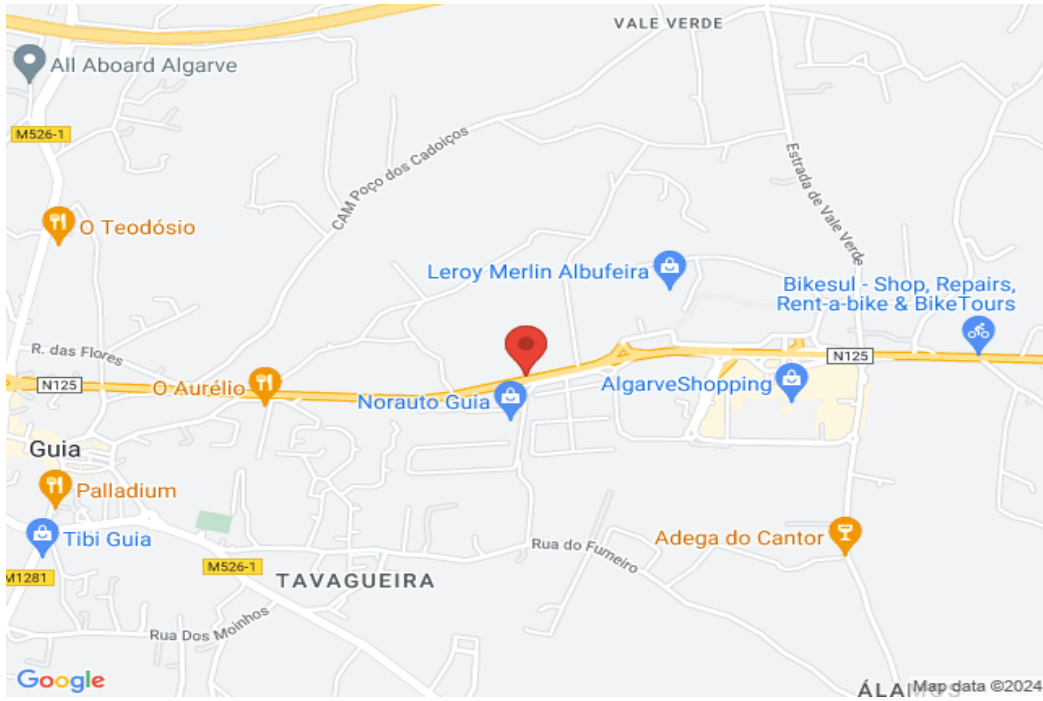 VALE VERDE
All Aboard Algarve
M526-1
CAM Poço dos Cadoiços
Estrada de Vale Verde
O Teodósio
Leroy Merlin Albufeira
Bikesul - Shop, Repairs,
Rent-a-bike & BikeTours
R. das Flores
N125
N125
O Aurélio
AlgarveShopping
Norauto Guia
Guia
Palladium
Tibi Guia
Adega do Cantor
Rua do Fumeiro
M526-1
M1281
TAVAGUEIRA
Rua Dos Moinhos
Google
Map data ©2024